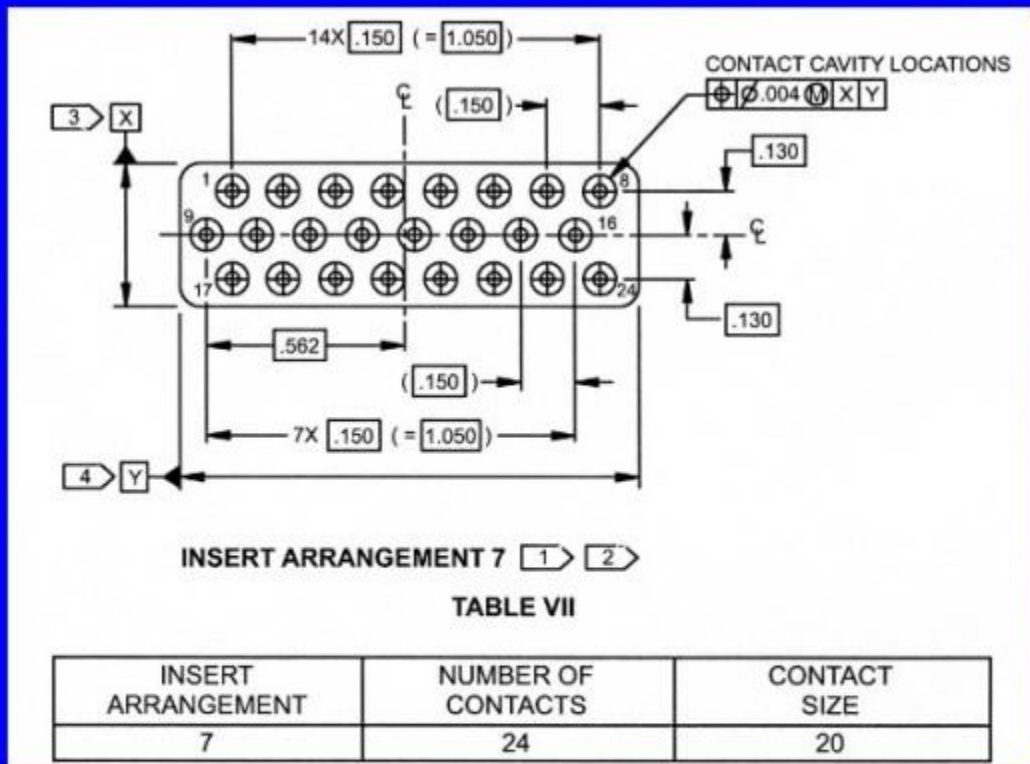 14X .150 ( = 1.050 )
CONTACT CAVITY LOCATIONS
⌖ Ø.004 Ⓜ X Y
℄
( .150 )
3 X
.130
1 8
9 16
℄
17 24
.130
.562
( .150 )
7X .150 ( = 1.050 )
4 Y
INSERT ARRANGEMENT 7 1 2
TABLE VII
INSERT ARRANGEMENT NUMBER OF CONTACTS CONTACT SIZE
7 24 20